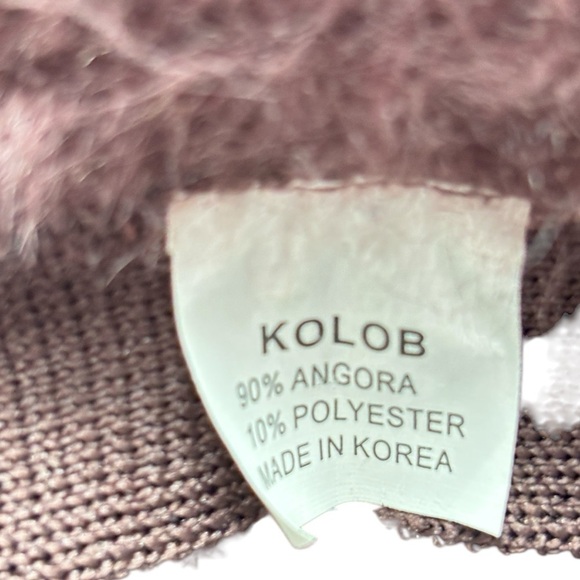 KOLOB
90% ANGORA
10% POLYESTER
MADE IN KOREA